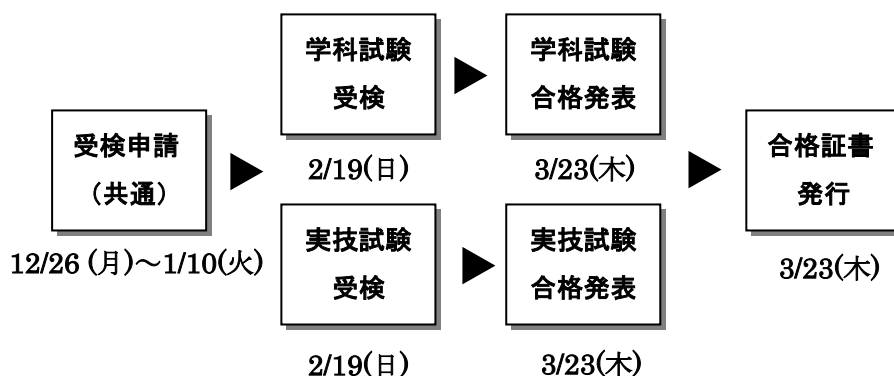 受検申請
（共通）
12/26 (月)～1/10(火)
学科試験
受検
2/19(日)
学科試験
合格発表
3/23(木)
実技試験
受検
2/19(日)
実技試験
合格発表
3/23(木)
合格証書
発行
3/23(木)